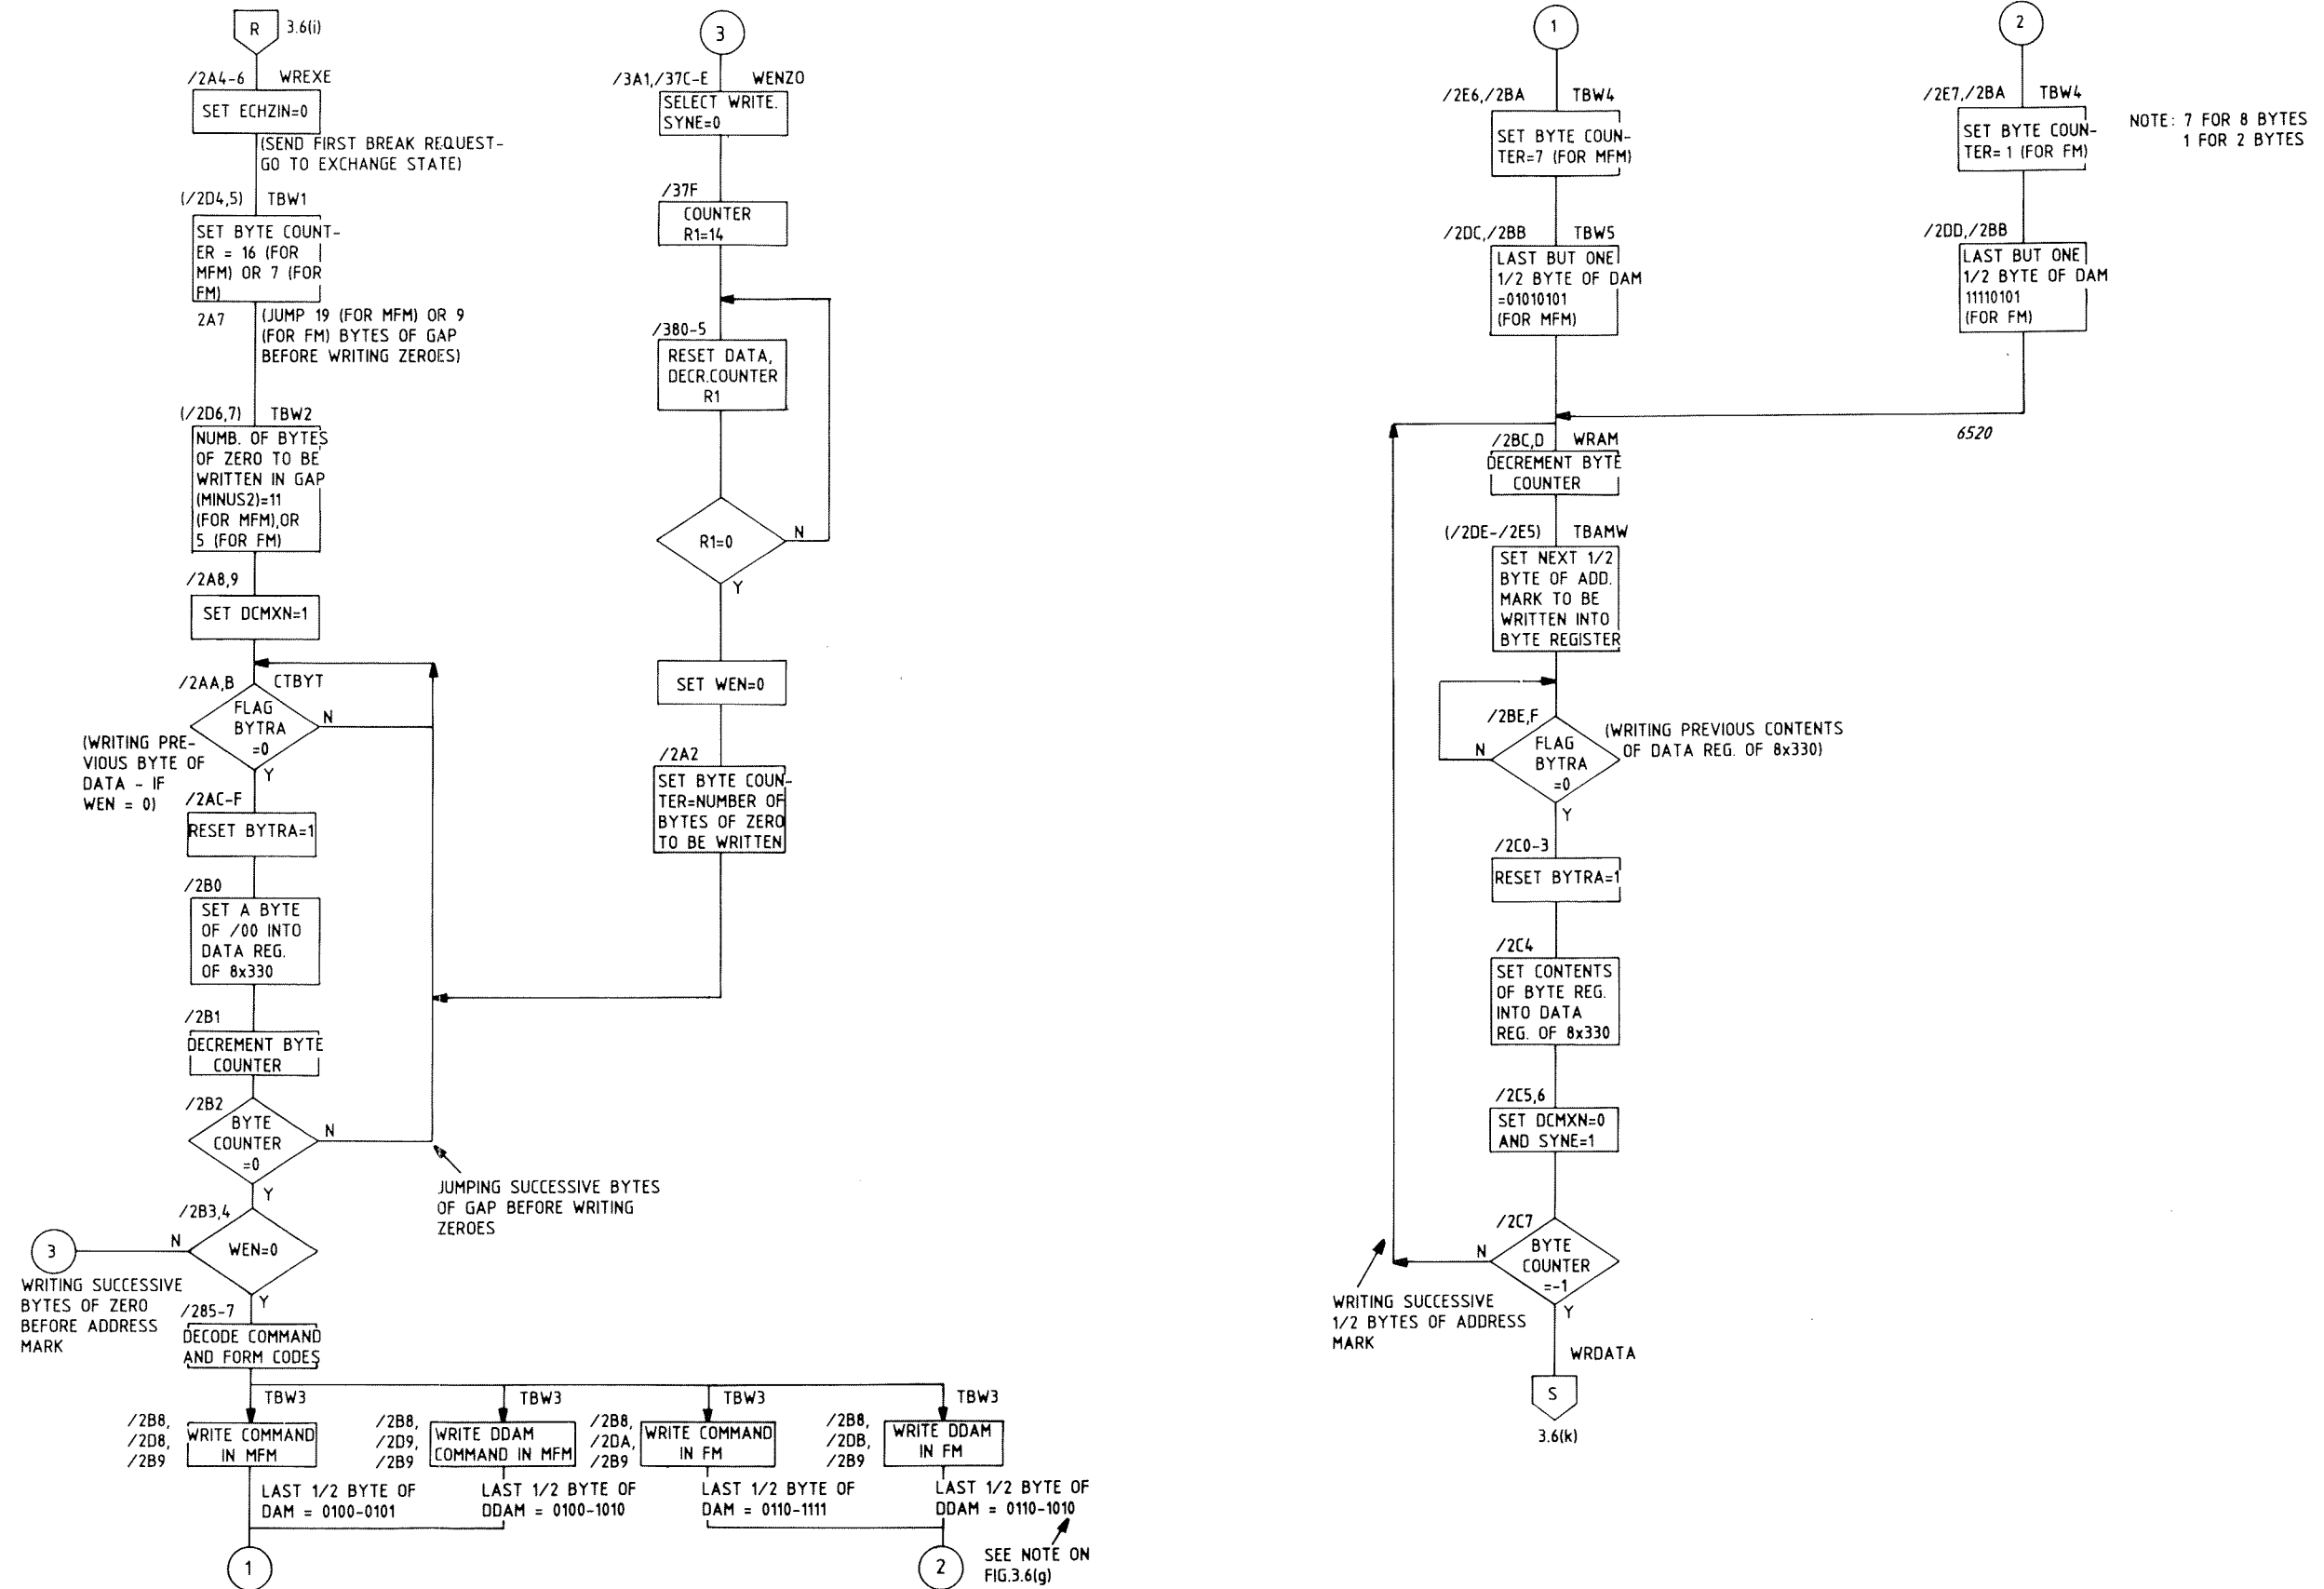 R 3.6(i)
/2A4-6 WREXE
SET ECHZIN=0
(SEND FIRST BREAK REQUEST-
GO TO EXCHANGE STATE)
(/2D4,5) TBW1
SET BYTE COUNT-
ER = 16 (FOR
MFM) OR 7 (FOR
FM)
2A7
(JUMP 19 (FOR MFM) OR 9
(FOR FM) BYTES OF GAP
BEFORE WRITING ZEROES)
(/2D6,7) TBW2
NUMB. OF BYTES
OF ZERO TO BE
WRITTEN IN GAP
(MINUS2)=11
(FOR MFM),OR
5 (FOR FM)
/2A8,9
SET DCMXN=1
/2AA,B CTBYT
FLAG
BYTRA
=0
N
Y
(WRITING PRE-
VIOUS BYTE OF
DATA - IF
WEN = 0)
/2AC-F
RESET BYTRA=1
/2B0
SET A BYTE
OF /00 INTO
DATA REG.
OF 8x330
/2B1
DECREMENT BYTE
COUNTER
/2B2
BYTE
COUNTER
=0
N
Y
JUMPING SUCCESSIVE BYTES
OF GAP BEFORE WRITING
ZEROES
/2B3,4
WEN=0
N
Y
3
WRITING SUCCESSIVE
BYTES OF ZERO
BEFORE ADDRESS
MARK
/285-7
DECODE COMMAND
AND FORM CODES
TBW3
/2B8,
/2D8,
/2B9
WRITE COMMAND
IN MFM
LAST 1/2 BYTE OF
DAM = 0100-0101
TBW3
/2B8,
/2D9,
/2B9
WRITE DDAM
COMMAND IN MFM
LAST 1/2 BYTE OF
DDAM = 0100-1010
TBW3
/2B8,
/2DA,
/2B9
WRITE COMMAND
IN FM
LAST 1/2 BYTE OF
DAM = 0110-1111
TBW3
/2B8,
/2DB,
/2B9
WRITE DDAM
IN FM
LAST 1/2 BYTE OF
DDAM = 0110-1010
1
2
SEE NOTE ON
FIG.3.6(g)
3
/3A1,/37C-E WENZO
SELECT WRITE.
SYNE=0
/37F
COUNTER
R1=14
/380-5
RESET DATA,
DECR.COUNTER
R1
R1=0
N
Y
SET WEN=0
/2A2
SET BYTE COUN-
TER=NUMBER OF
BYTES OF ZERO
TO BE WRITTEN
1
/2E6,/2BA TBW4
SET BYTE COUN-
TER=7 (FOR MFM)
/2DC,/2BB TBW5
LAST BUT ONE
1/2 BYTE OF DAM
=01010101
(FOR MFM)
2
/2E7,/2BA TBW4
SET BYTE COUN-
TER= 1 (FOR FM)
NOTE: 7 FOR 8 BYTES
1 FOR 2 BYTES
/2DD,/2BB
LAST BUT ONE
1/2 BYTE OF DAM
11110101
(FOR FM)
6520
/2BC,D WRAM
DECREMENT BYTE
COUNTER
(/2DE-/2E5) TBAMW
SET NEXT 1/2
BYTE OF ADD.
MARK TO BE
WRITTEN INTO
BYTE REGISTER
/2BE,F
FLAG
BYTRA
=0
N
Y
(WRITING PREVIOUS CONTENTS
OF DATA REG. OF 8x330)
/2C0-3
RESET BYTRA=1
/2C4
SET CONTENTS
OF BYTE REG.
INTO DATA
REG. OF 8x330
/2C5,6
SET DCMXN=0
AND SYNE=1
/2C7
BYTE
COUNTER
=-1
N
Y
WRITING SUCCESSIVE
1/2 BYTES OF ADDRESS
MARK
WRDATA
S
3.6(k)